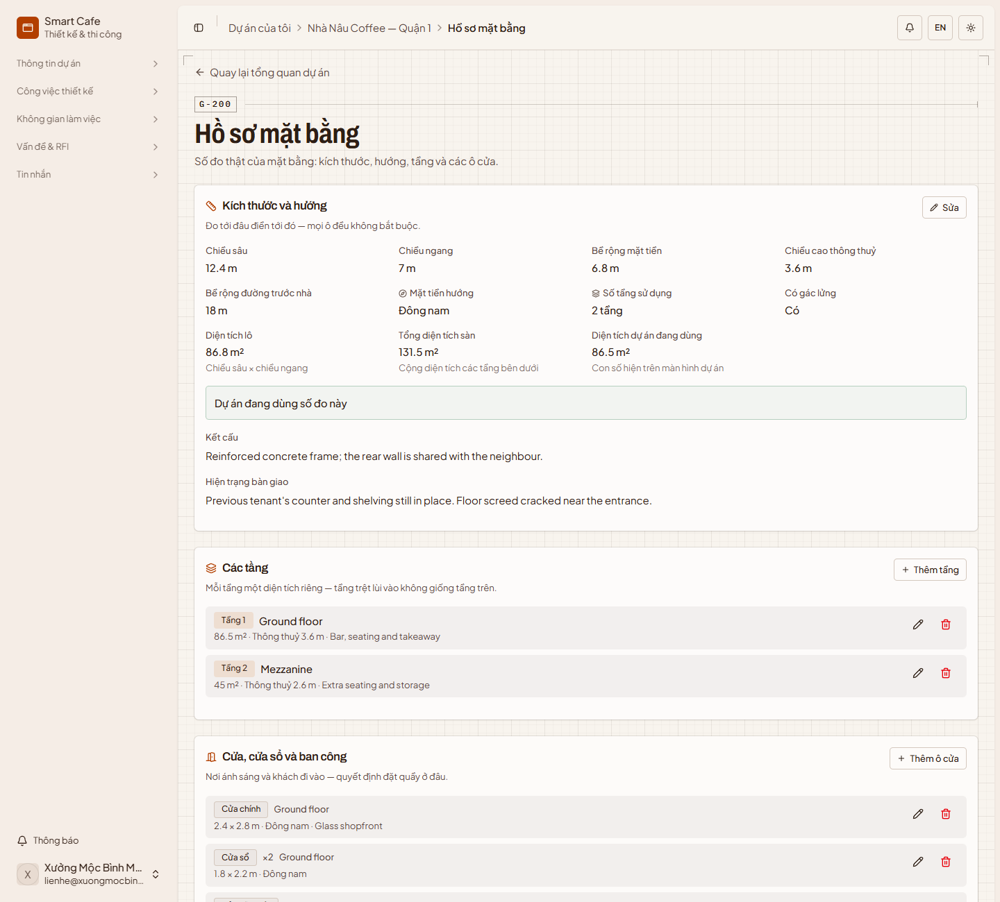 Smart Cafe
Thiết kế & thi công
Thông tin dự án
Công việc thiết kế
Không gian làm việc
Vấn đề & RFI
Tin nhắn
Thông báo
X
Xưởng Mộc Bình M...
lienhe@xuongmocbin...
Dự án của tôi > Nhà Nâu Coffee — Quận 1 > Hồ sơ mặt bằng
EN
Quay lại tổng quan dự án
G-200
Hồ sơ mặt bằng
Số đo thật của mặt bằng: kích thước, hướng, tầng và các ô cửa.
Kích thước và hướng
Sửa
Đo tới đâu điền tới đó — mọi ô đều không bắt buộc.
Chiều sâu
12.4 m
Chiều ngang
7 m
Bề rộng mặt tiền
6.8 m
Chiều cao thông thuỷ
3.6 m
Bề rộng đường trước nhà
18 m
Mặt tiền hướng
Đông nam
Số tầng sử dụng
2 tầng
Có gác lửng
Có
Diện tích lô
86.8 m²
Chiều sâu × chiều ngang
Tổng diện tích sàn
131.5 m²
Cộng diện tích các tầng bên dưới
Diện tích dự án đang dùng
86.5 m²
Con số hiện trên màn hình dự án
Dự án đang dùng số đo này
Kết cấu
Reinforced concrete frame; the rear wall is shared with the neighbour.
Hiện trạng bàn giao
Previous tenant's counter and shelving still in place. Floor screed cracked near the entrance.
Các tầng
Thêm tầng
Mỗi tầng một diện tích riêng — tầng trệt lùi vào không giống tầng trên.
Tầng 1 Ground floor
86.5 m² · Thông thuỷ 3.6 m · Bar, seating and takeaway
Tầng 2 Mezzanine
45 m² · Thông thuỷ 2.6 m · Extra seating and storage
Cửa, cửa sổ và ban công
Thêm ô cửa
Nơi ánh sáng và khách đi vào — quyết định đặt quầy ở đâu.
Cửa chính Ground floor
2.4 × 2.8 m · Đông nam · Glass shopfront
Cửa sổ ×2 Ground floor
1.8 × 2.2 m · Đông nam